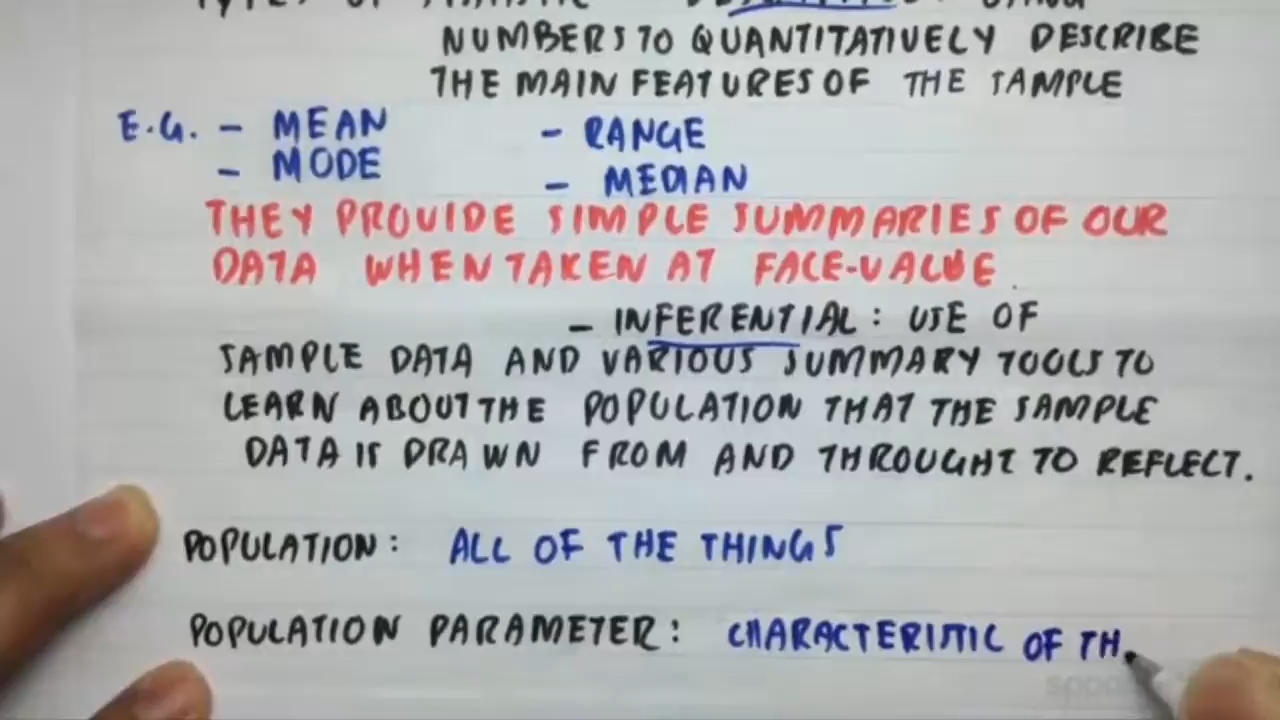 NUMBERS TO QUANTITATIVELY DESCRIBE
THE MAIN FEATURES OF THE SAMPLE
E.G. - MEAN - RANGE
- MODE - MEDIAN
THEY PROVIDE SIMPLE SUMMARIES OF OUR
DATA WHEN TAKEN AT FACE-VALUE.
- INFERENTIAL: USE OF
SAMPLE DATA AND VARIOUS SUMMARY TOOLS TO
LEARN ABOUT THE POPULATION THAT THE SAMPLE
DATA IS DRAWN FROM AND THROUGHT TO REFLECT.
POPULATION: ALL OF THE THINGS
POPULATION PARAMETER: CHARACTERISTIC OF TH